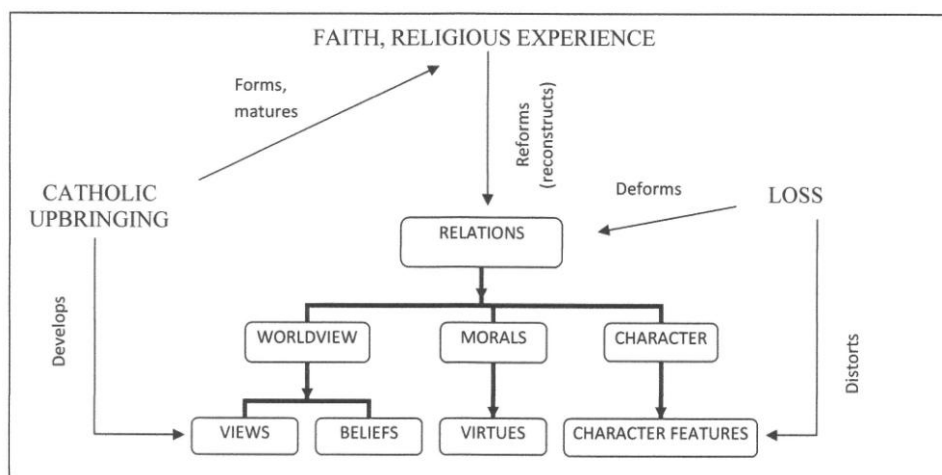 FAITH, RELIGIOUS EXPERIENCE
Forms,
matures
Reforms
(reconstructs)
CATHOLIC
UPBRINGING
Deforms
LOSS
RELATIONS
Develops
WORLDVIEW
MORALS
CHARACTER
Distorts
VIEWS
BELIEFS
VIRTUES
CHARACTER FEATURES